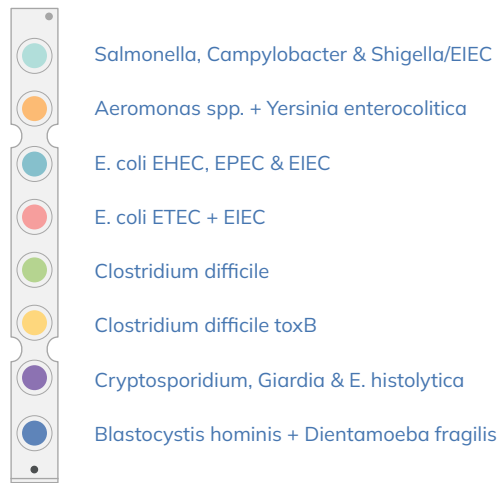 Salmonella, Campylobacter & Shigella/EIEC
Aeromonas spp. + Yersinia enterocolitica
E. coli EHEC, EPEC & EIEC
E. coli ETEC + EIEC
Clostridium difficile
Clostridium difficile toxB
Cryptosporidium, Giardia & E. histolytica
Blastocystis hominis + Dientamoeba fragilis